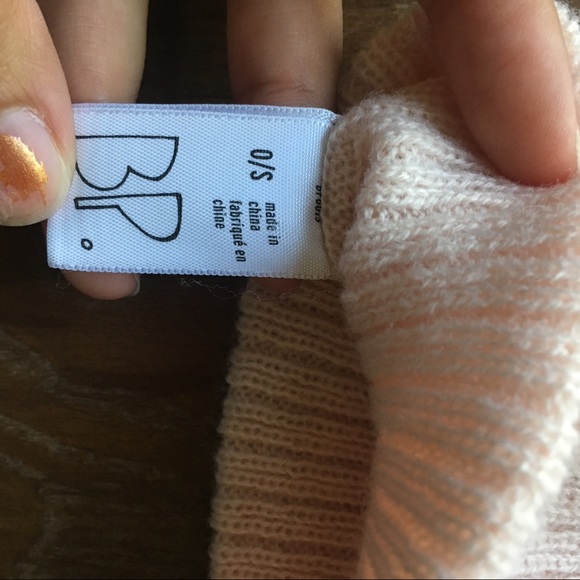 BP.
O/S
made in
china
fabriqué en
chine